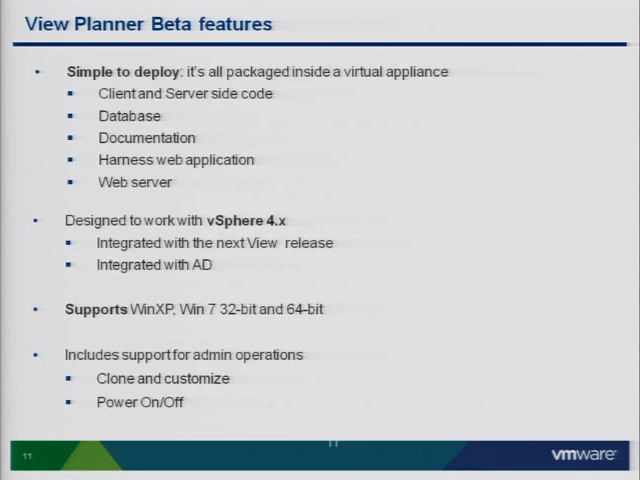 View Planner Beta features
• Simple to deploy: it's all packaged inside a virtual appliance
▪ Client and Server side code
▪ Database
▪ Documentation
▪ Harness web application
▪ Web server
• Designed to work with vSphere 4.x
▪ Integrated with the next View release
▪ Integrated with AD
• Supports WinXP, Win 7 32-bit and 64-bit
• Includes support for admin operations
▪ Clone and customize
▪ Power On/Off
11
vmware